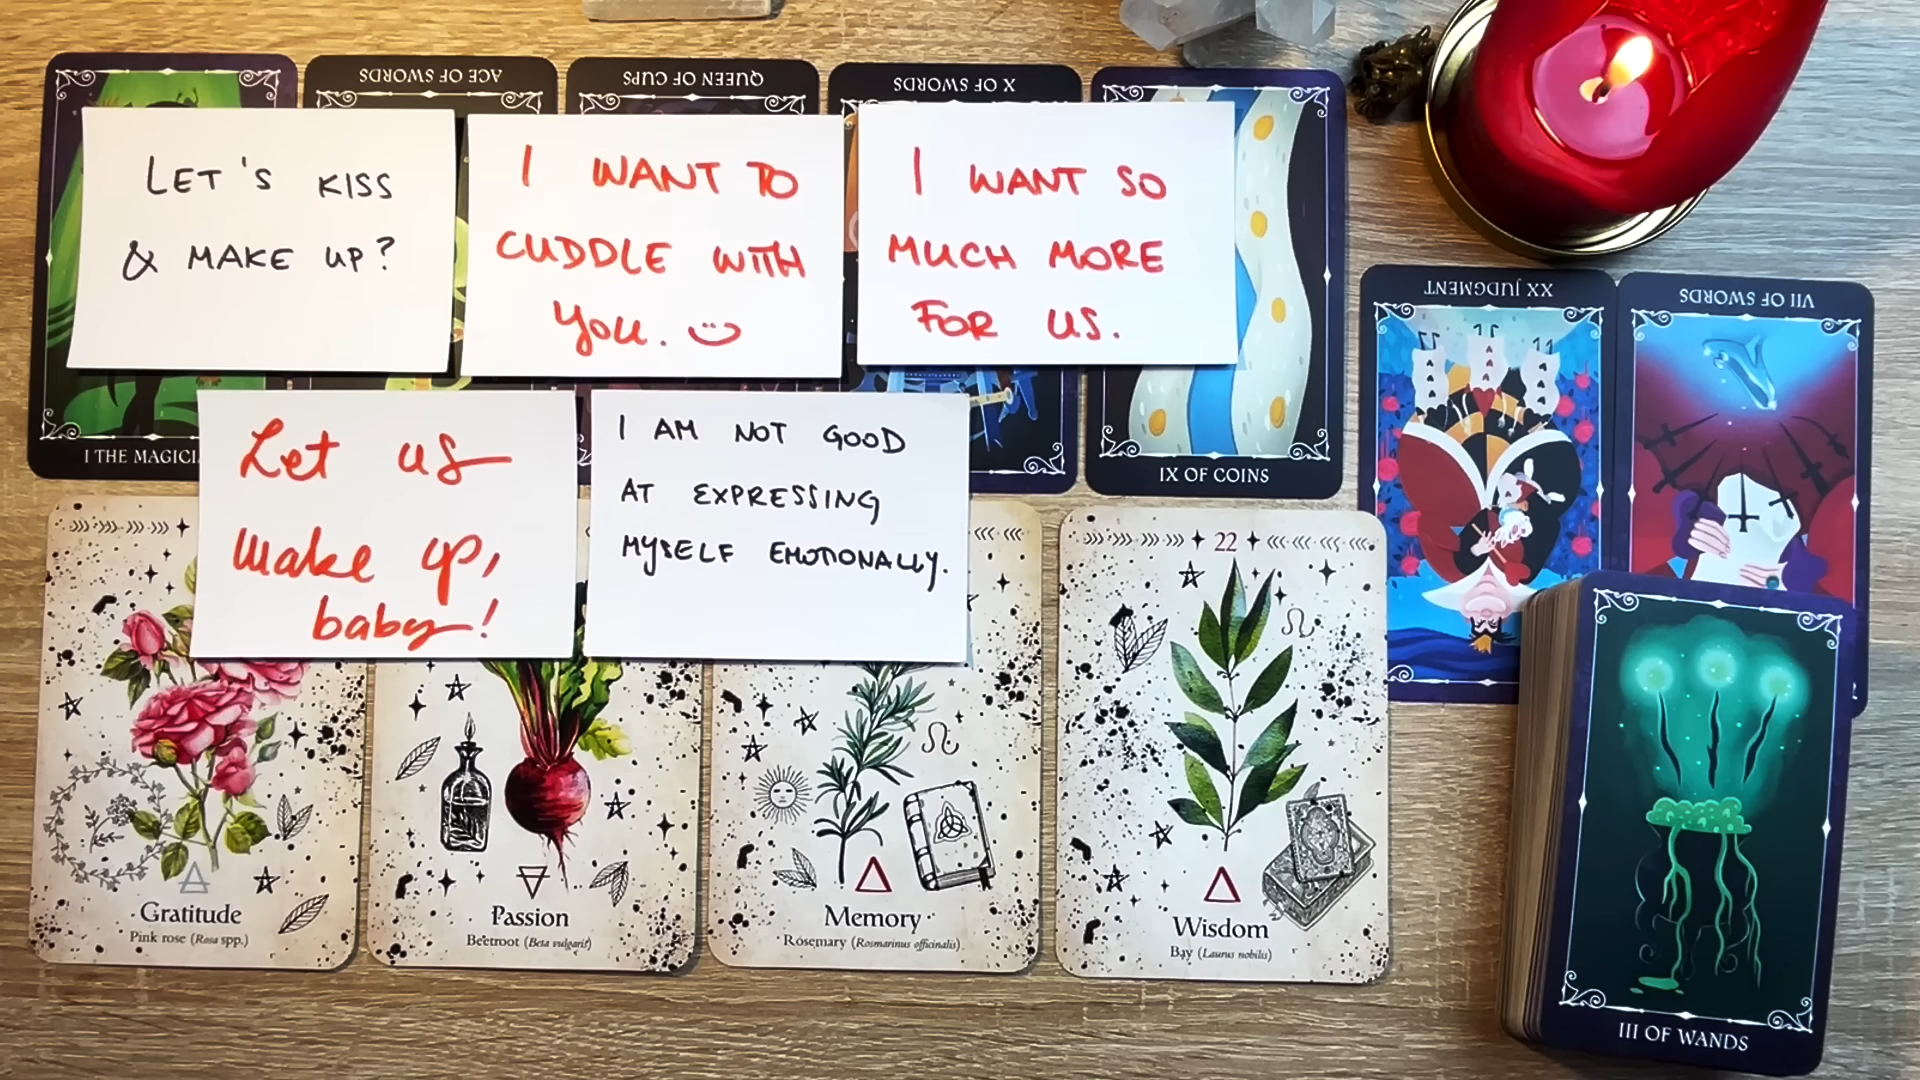 ACE OF SWORDS
QUEEN OF CUPS
X OF SWORDS
LET'S KISS
& MAKE UP?
I WANT TO
CUDDLE WITH
YOU.
I WANT SO
MUCH MORE
FOR US.
XX JUDGMENT
VII OF SWORDS
I THE MAGICI
IX OF COINS
Let us
make up,
baby!
I AM NOT GOOD
AT EXPRESSING
MYSELF EMOTIONALLY.
22
Gratitude
Pink rose (Rosa spp.)
Passion
Beetroot (Beta vulgaris)
Memory
Rosemary (Rosmarinus officinalis)
Wisdom
Bay (Laurus nobilis)
III OF WANDS